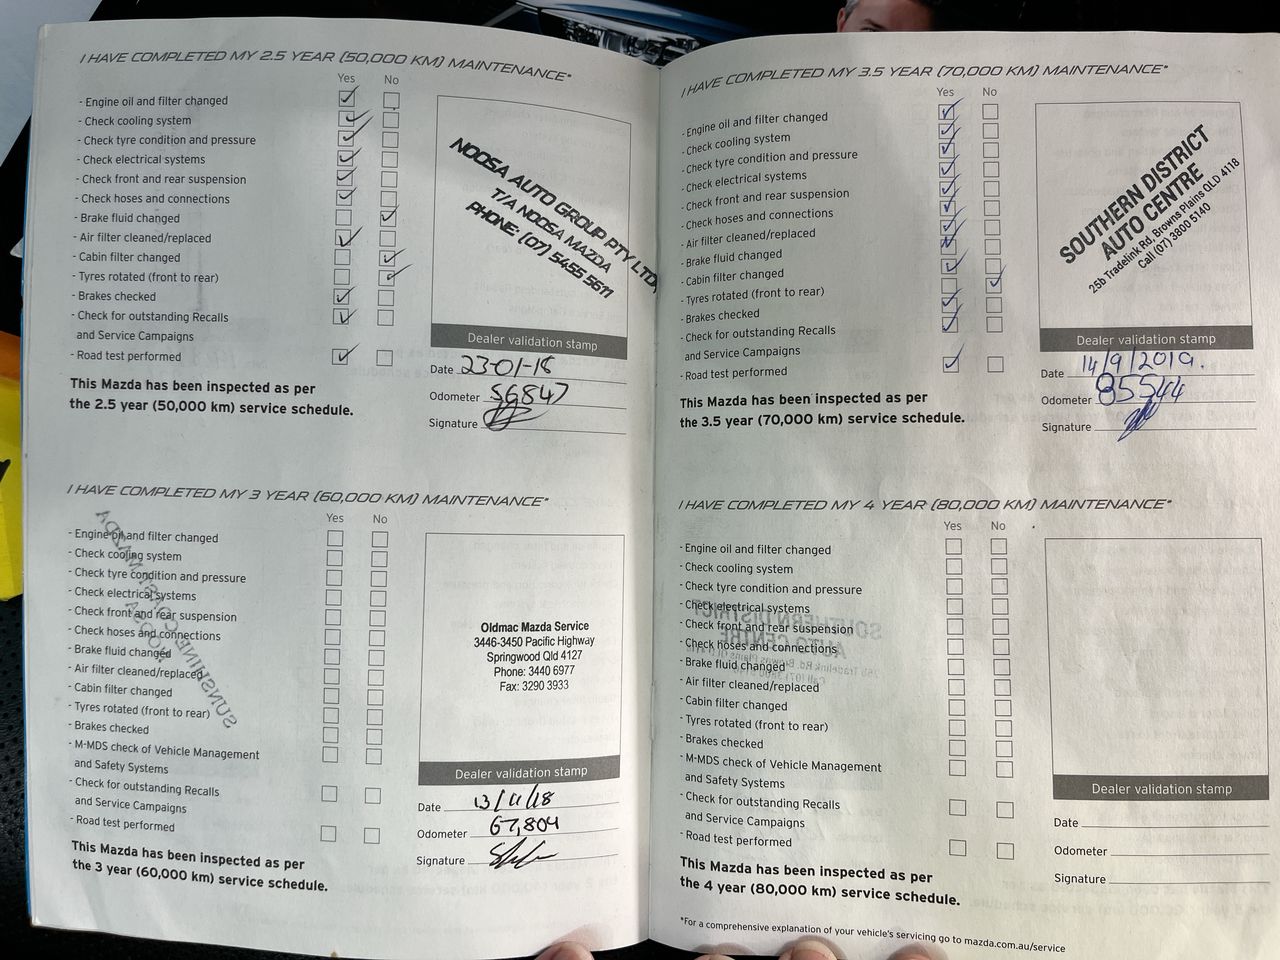 I HAVE COMPLETED MY 2.5 YEAR (50,000 KM) MAINTENANCE*
Yes No
- Engine oil and filter changed
- Check cooling system
- Check tyre condition and pressure
- Check electrical systems
- Check front and rear suspension
- Check hoses and connections
- Brake fluid changed
- Air filter cleaned/replaced
- Cabin filter changed
- Tyres rotated (front to rear)
- Brakes checked
- Check for outstanding Recalls
and Service Campaigns
- Road test performed
This Mazda has been inspected as per
the 2.5 year (50,000 km) service schedule.
NOOSA AUTO GROUP PTY LTD
T/A NOOSA MAZDA
PHONE: (07) 5455 5611
Dealer validation stamp
Date 23-01-18
Odometer 56847
Signature
I HAVE COMPLETED MY 3 YEAR (60,000 KM) MAINTENANCE*
Yes No
- Engine oil and filter changed
- Check cooling system
- Check tyre condition and pressure
- Check electrical systems
- Check front and rear suspension
- Check hoses and connections
- Brake fluid changed
- Air filter cleaned/replaced
- Cabin filter changed
- Tyres rotated (front to rear)
- Brakes checked
- M-MDS check of Vehicle Management
and Safety Systems
- Check for outstanding Recalls
and Service Campaigns
- Road test performed
This Mazda has been inspected as per
the 3 year (60,000 km) service schedule.
Oldmac Mazda Service
3446-3450 Pacific Highway
Springwood Qld 4127
Phone: 3440 6977
Fax: 3290 3933
Dealer validation stamp
Date 13/11/18
Odometer 67,804
Signature
I HAVE COMPLETED MY 3.5 YEAR (70,000 KM) MAINTENANCE*
Yes No
- Engine oil and filter changed
- Check cooling system
- Check tyre condition and pressure
- Check electrical systems
- Check front and rear suspension
- Check hoses and connections
- Air filter cleaned/replaced
- Brake fluid changed
- Cabin filter changed
- Tyres rotated (front to rear)
- Brakes checked
- Check for outstanding Recalls
and Service Campaigns
- Road test performed
This Mazda has been inspected as per
the 3.5 year (70,000 km) service schedule.
SOUTHERN DISTRICT
AUTO CENTRE
25b Tradelink Rd, Browns Plains QLD 4118
Call (07) 3800 5140
Dealer validation stamp
Date 14/9/2019.
Odometer 85544
Signature
I HAVE COMPLETED MY 4 YEAR (80,000 KM) MAINTENANCE*
Yes No
- Engine oil and filter changed
- Check cooling system
- Check tyre condition and pressure
- Check electrical systems
- Check front and rear suspension
- Check hoses and connections
- Brake fluid changed
- Air filter cleaned/replaced
- Cabin filter changed
- Tyres rotated (front to rear)
- Brakes checked
- M-MDS check of Vehicle Management
and Safety Systems
- Check for outstanding Recalls
and Service Campaigns
- Road test performed
This Mazda has been inspected as per
the 4 year (80,000 km) service schedule.
Dealer validation stamp
Date
Odometer
Signature
*For a comprehensive explanation of your vehicle's servicing go to mazda.com.au/service